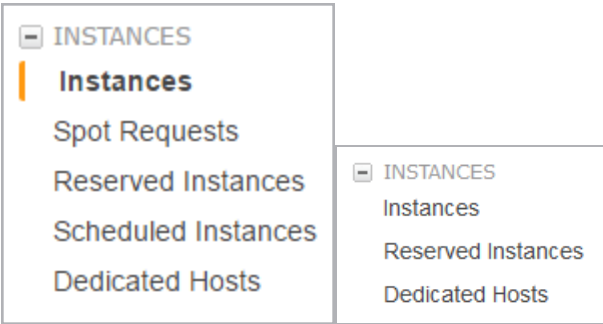 INSTANCES
Instances
Spot Requests
Reserved Instances
Scheduled Instances
Dedicated Hosts
INSTANCES
Instances
Reserved Instances
Dedicated Hosts